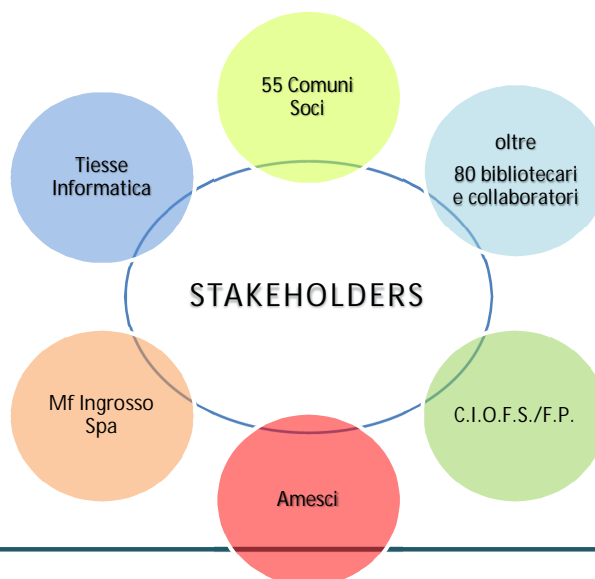 55 Comuni
Soci
oltre
80 bibliotecari
e collaboratori
Tiesse
Informatica
STAKEHOLDERS
Mf Ingrosso
Spa
C.I.O.F.S./F.P.
Amesci